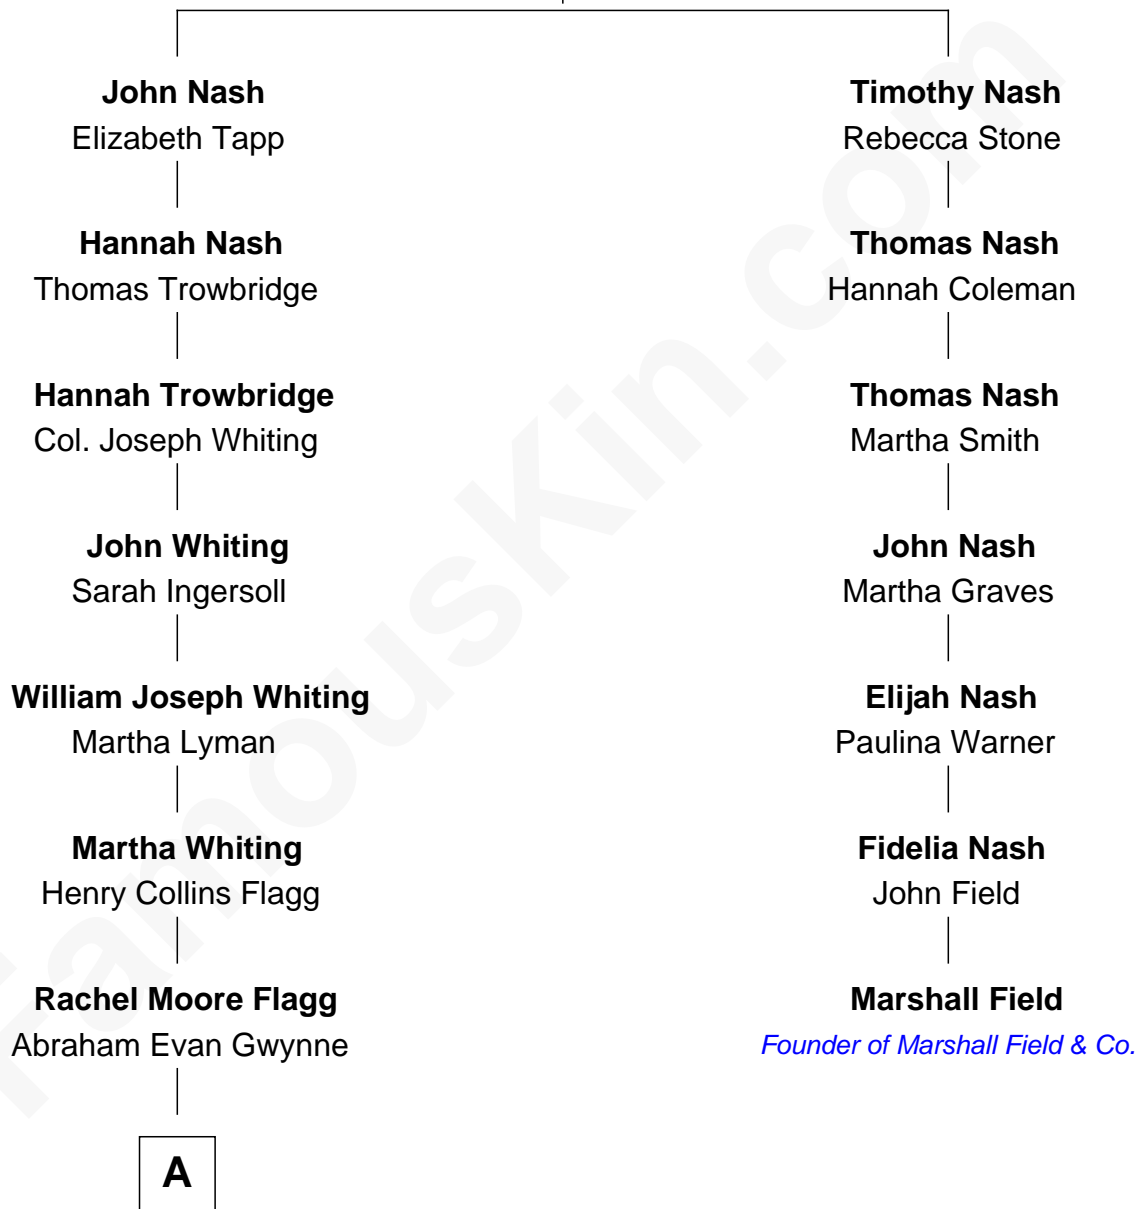 John Nash
Elizabeth Tapp
Hannah Nash
Thomas Trowbridge
Hannah Trowbridge
Col. Joseph Whiting
John Whiting
Sarah Ingersoll
William Joseph Whiting
Martha Lyman
Martha Whiting
Henry Collins Flagg
Rachel Moore Flagg
Abraham Evan Gwynne
A
Timothy Nash
Rebecca Stone
Thomas Nash
Hannah Coleman
Thomas Nash
Martha Smith
John Nash
Martha Graves
Elijah Nash
Paulina Warner
Fidelia Nash
John Field
Marshall Field
Founder of Marshall Field & Co.
FamousKin.com